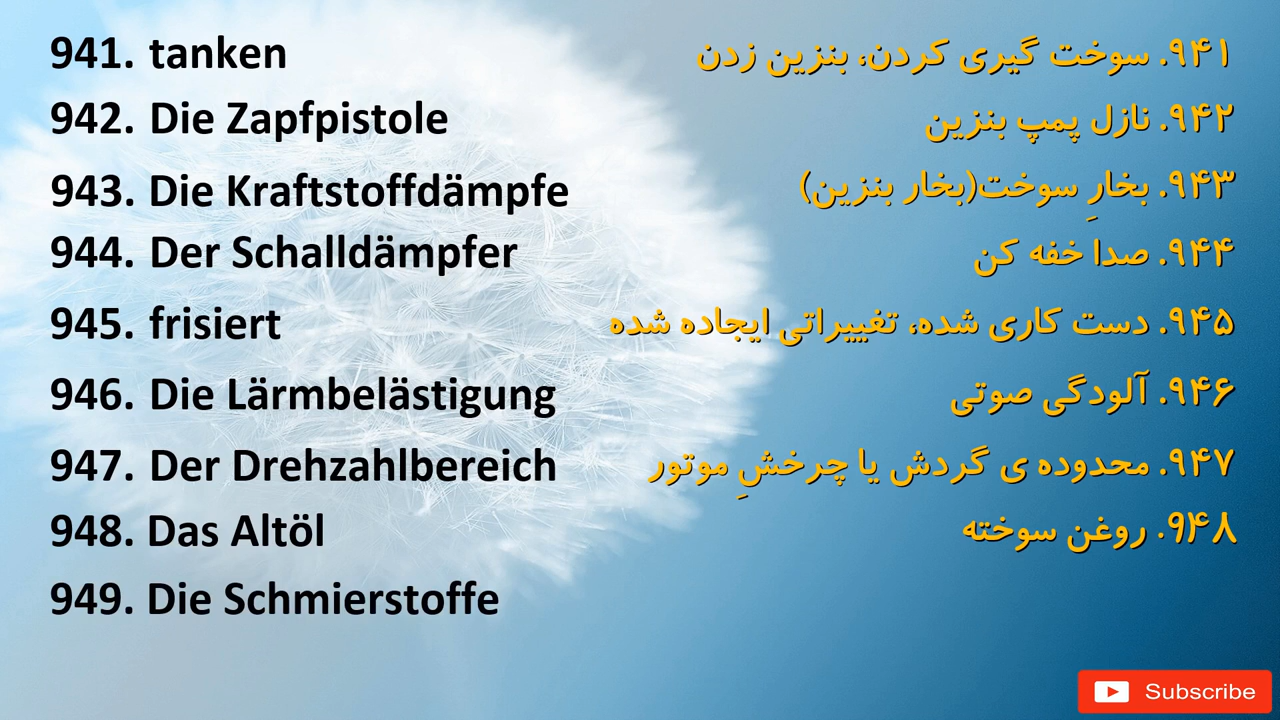 941. tanken
۹۴۱. سوخت گیری کردن، بنزین زدن
942. Die Zapfpistole
۹۴۲. نازل پمپ بنزین
943. Die Kraftstoffdämpfe
۹۴۳. بخارِ سوخت(بخار بنزین)
944. Der Schalldämpfer
۹۴۴. صدا خفه کن
945. frisiert
۹۴۵. دست کاری شده، تغییراتی ایجاده شده
946. Die Lärmbelästigung
۹۴۶. آلودگی صوتی
947. Der Drehzahlbereich
۹۴۷. محدوده ی گردش یا چرخشِ موتور
948. Das Altöl
۹۴۸. روغن سوخته
949. Die Schmierstoffe
Subscribe